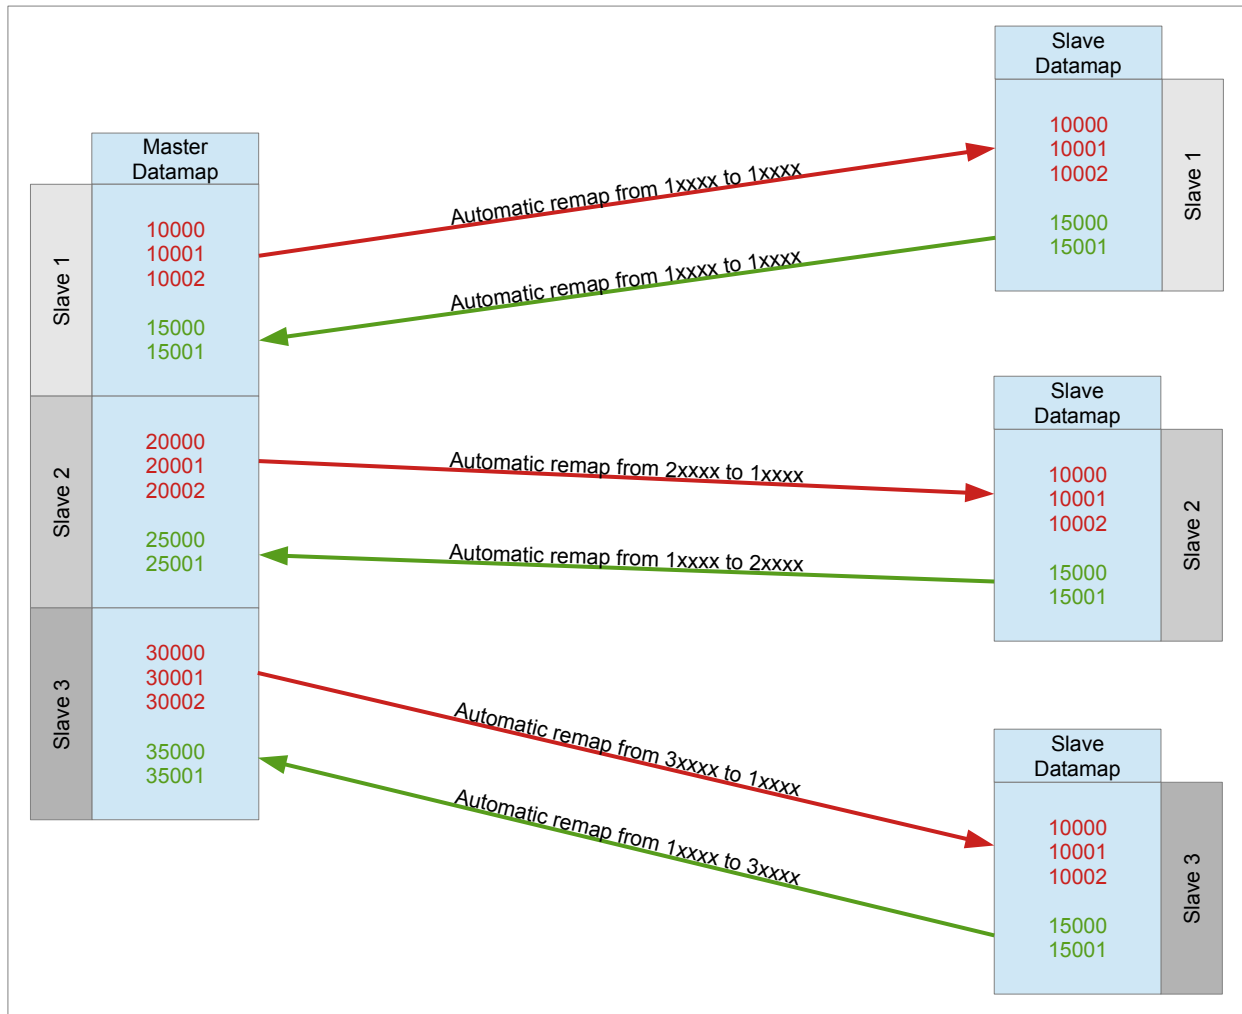 Master
Datamap
Slave 1
10000
10001
10002
15000
15001
Slave 2
20000
20001
20002
25000
25001
Slave 3
30000
30001
30002
35000
35001
Automatic remap from 1xxxx to 1xxxx
Automatic remap from 1xxxx to 1xxxx
Automatic remap from 2xxxx to 1xxxx
Automatic remap from 1xxxx to 2xxxx
Automatic remap from 3xxxx to 1xxxx
Automatic remap from 1xxxx to 3xxxx
Slave
Datamap
10000
10001
10002
15000
15001
Slave 1
Slave
Datamap
10000
10001
10002
15000
15001
Slave 2
Slave
Datamap
10000
10001
10002
15000
15001
Slave 3